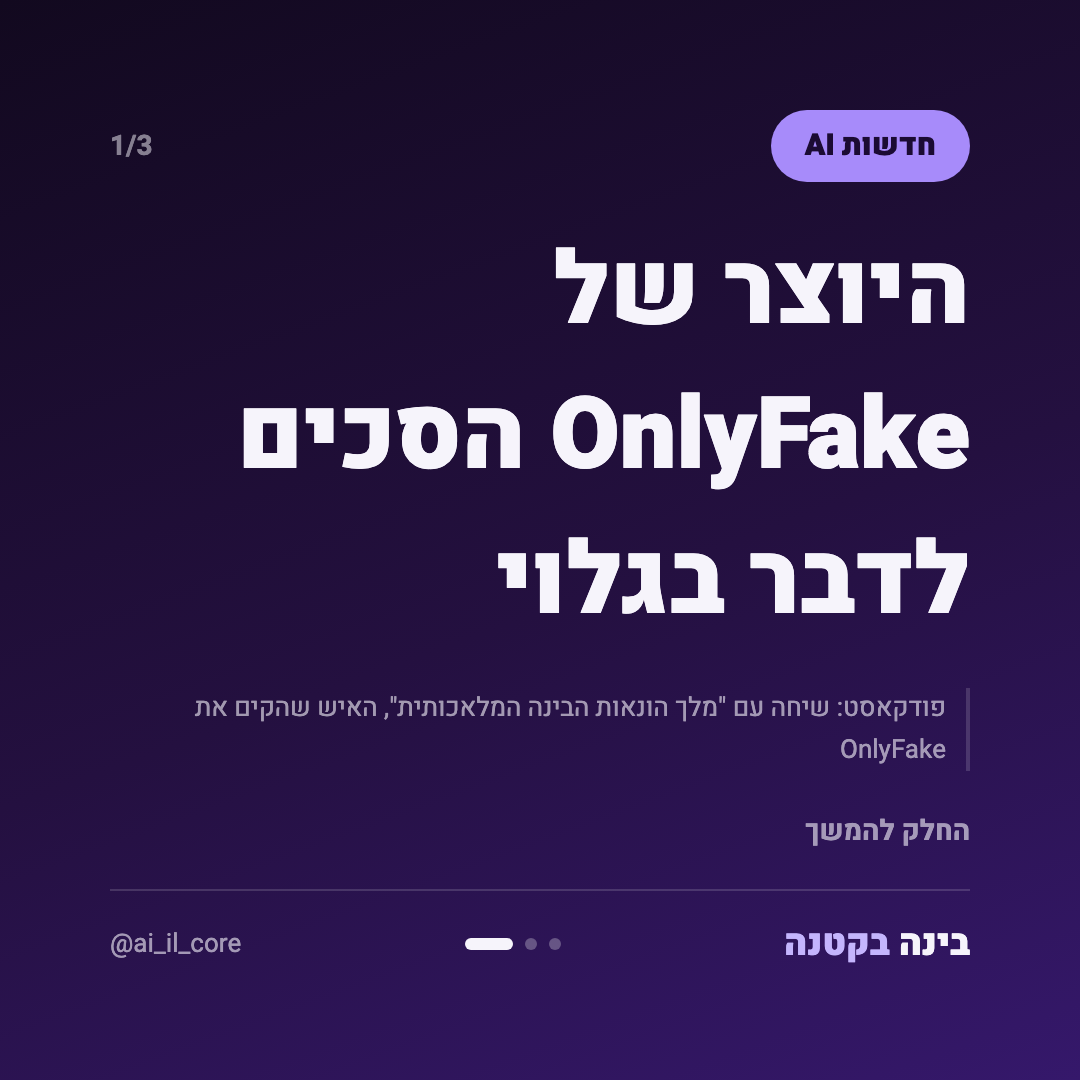 חדשות AI
1/3
היוצר של
OnlyFake הסכים
לדבר בגלוי
פודקאסט: שיחה עם "מלך הונאות הבינה המלאכותית", האיש שהקים את
OnlyFake
החלק להמשך
בינה בקטנה
@ai_il_core